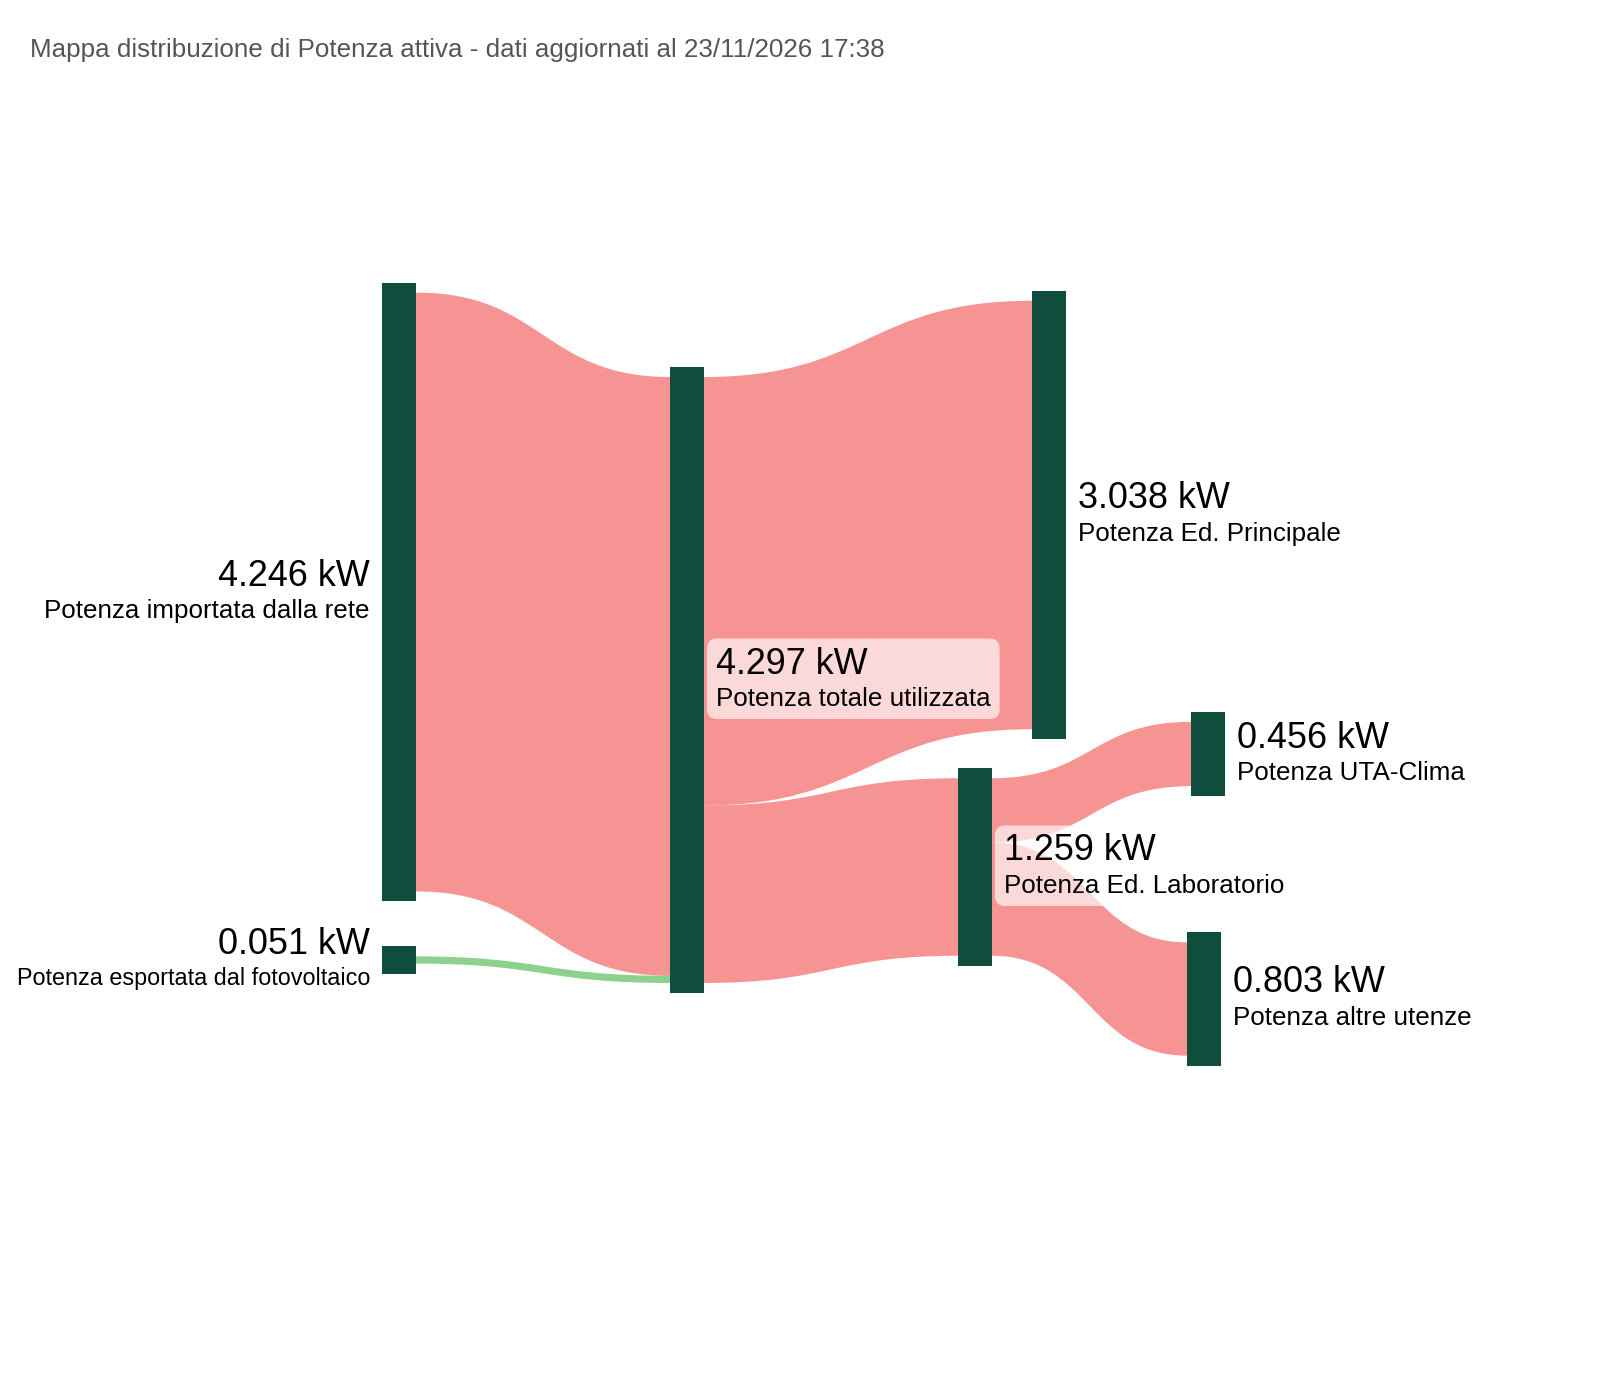 Mappa distribuzione di Potenza attiva - dati aggiornati al 23/11/2026 17:38
4.246 kW
Potenza importata dalla rete
0.051 kW
Potenza esportata dal fotovoltaico
4.297 kW
Potenza totale utilizzata
3.038 kW
Potenza Ed. Principale
1.259 kW
Potenza Ed. Laboratorio
0.456 kW
Potenza UTA-Clima
0.803 kW
Potenza altre utenze